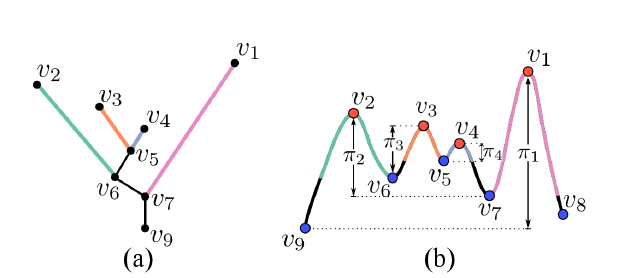 v₁
v₂
v₃
v₄
v₅
v₆
v₇
v₉
(a)
v₁
v₂
v₃
v₄
π₃
π₂
π₄
π₁
v₅
v₆
v₇
v₈
v₉
(b)